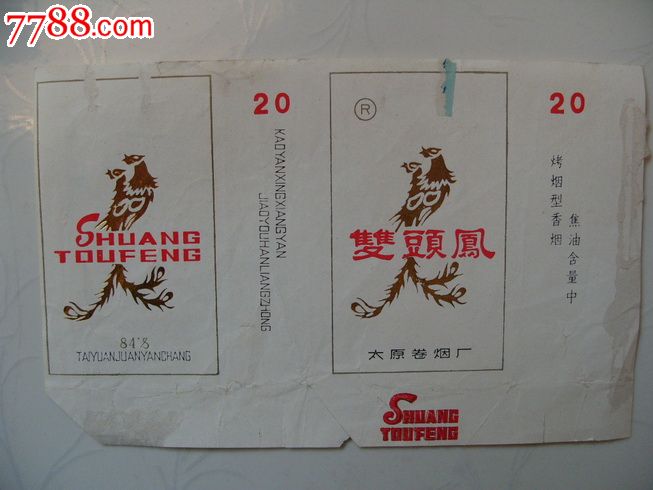 7788.com
SHUANG
TOUFENG
84'S
TAIYUANJUANYANCHANG
20
KAOYANXINGXIANGYAN
JIAOYOUHANLIANGZHONG
R
雙頭鳳
太原卷烟厂
20
烤烟型香烟
焦油含量中
SHUANG
TOUFENG